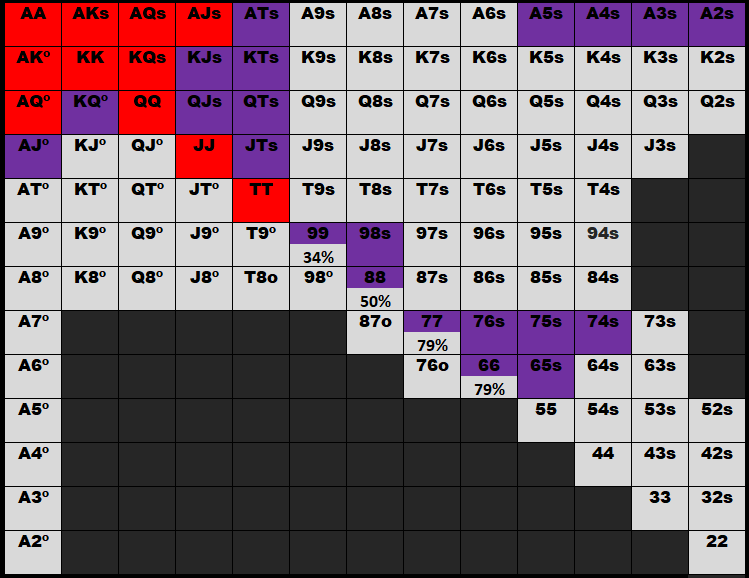 AA AKs AQs AJs ATs A9s A8s A7s A6s A5s A4s A3s A2s
AKº KK KQs KJs KTs K9s K8s K7s K6s K5s K4s K3s K2s
AQº KQº QQ QJs QTs Q9s Q8s Q7s Q6s Q5s Q4s Q3s Q2s
AJº KJº QJº JJ JTs J9s J8s J7s J6s J5s J4s J3s
ATº KTº QTº JTº TT T9s T8s T7s T6s T5s T4s
A9º K9º Q9º J9º T9º 99 98s 97s 96s 95s 94s
34%
A8º K8º Q8º J8º T8o 98º 88 87s 86s 85s 84s
50%
A7º 87o 77 76s 75s 74s 73s
79%
A6º 76o 66 65s 64s 63s
79%
A5º 55 54s 53s 52s
A4º 44 43s 42s
A3º 33 32s
A2º 22